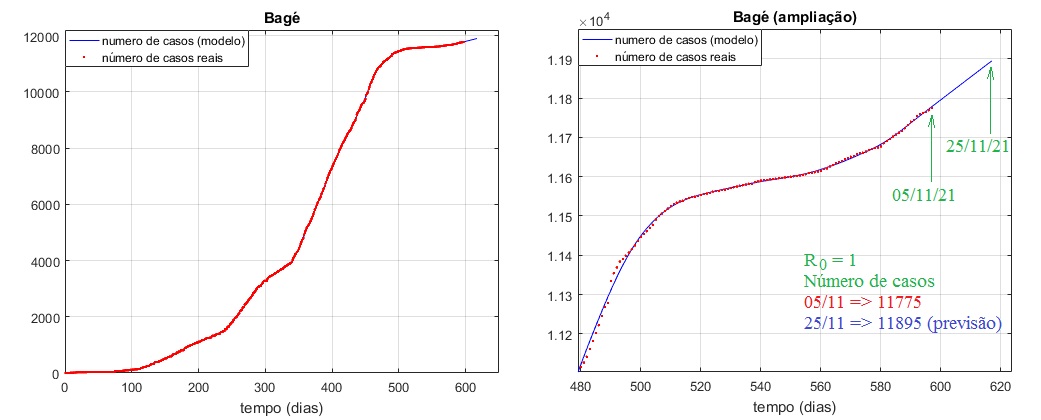 Bagé
numero de casos (modelo)
número de casos reais
12000
10000
8000
6000
4000
2000
0
0 100 200 300 400 500 600
tempo (dias)
Bagé (ampliação)
×10⁴
numero de casos (modelo)
número de casos reais
1.19
1.18
1.17
1.16
1.15
1.14
1.13
1.12
25/11/21
05/11/21
R0 = 1
Número de casos
05/11 => 11775
25/11 => 11895 (previsão)
480 500 520 540 560 580 600 620
tempo (dias)